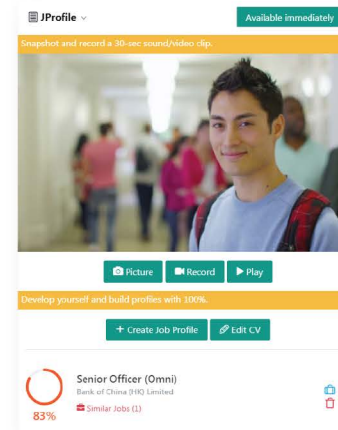 JProfile
Available immediately
Snapshot and record a 30-sec sound/video clip.
Picture Record Play
Develop yourself and build profiles with 100%.
+ Create Job Profile Edit CV
Senior Officer (Omni)
Bank of China (HK) Limited
Similar Jobs (1)
83%